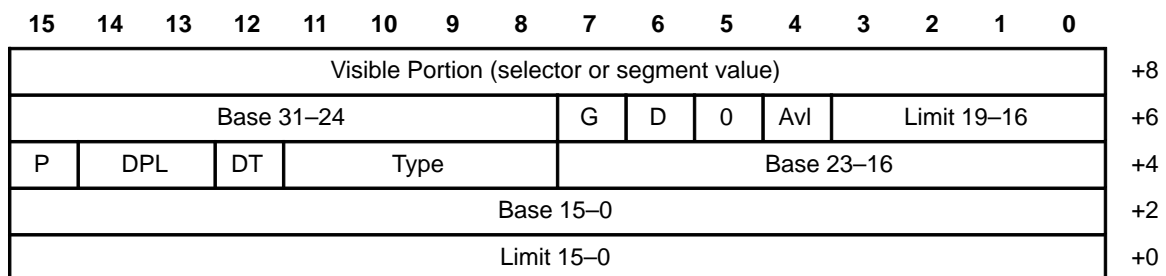 15 14 13 12 11 10 9 8 7 6 5 4 3 2 1 0
Visible Portion (selector or segment value) +8
Base 31–24 G D 0 Avl Limit 19–16 +6
P DPL DT Type Base 23–16 +4
Base 15–0 +2
Limit 15–0 +0